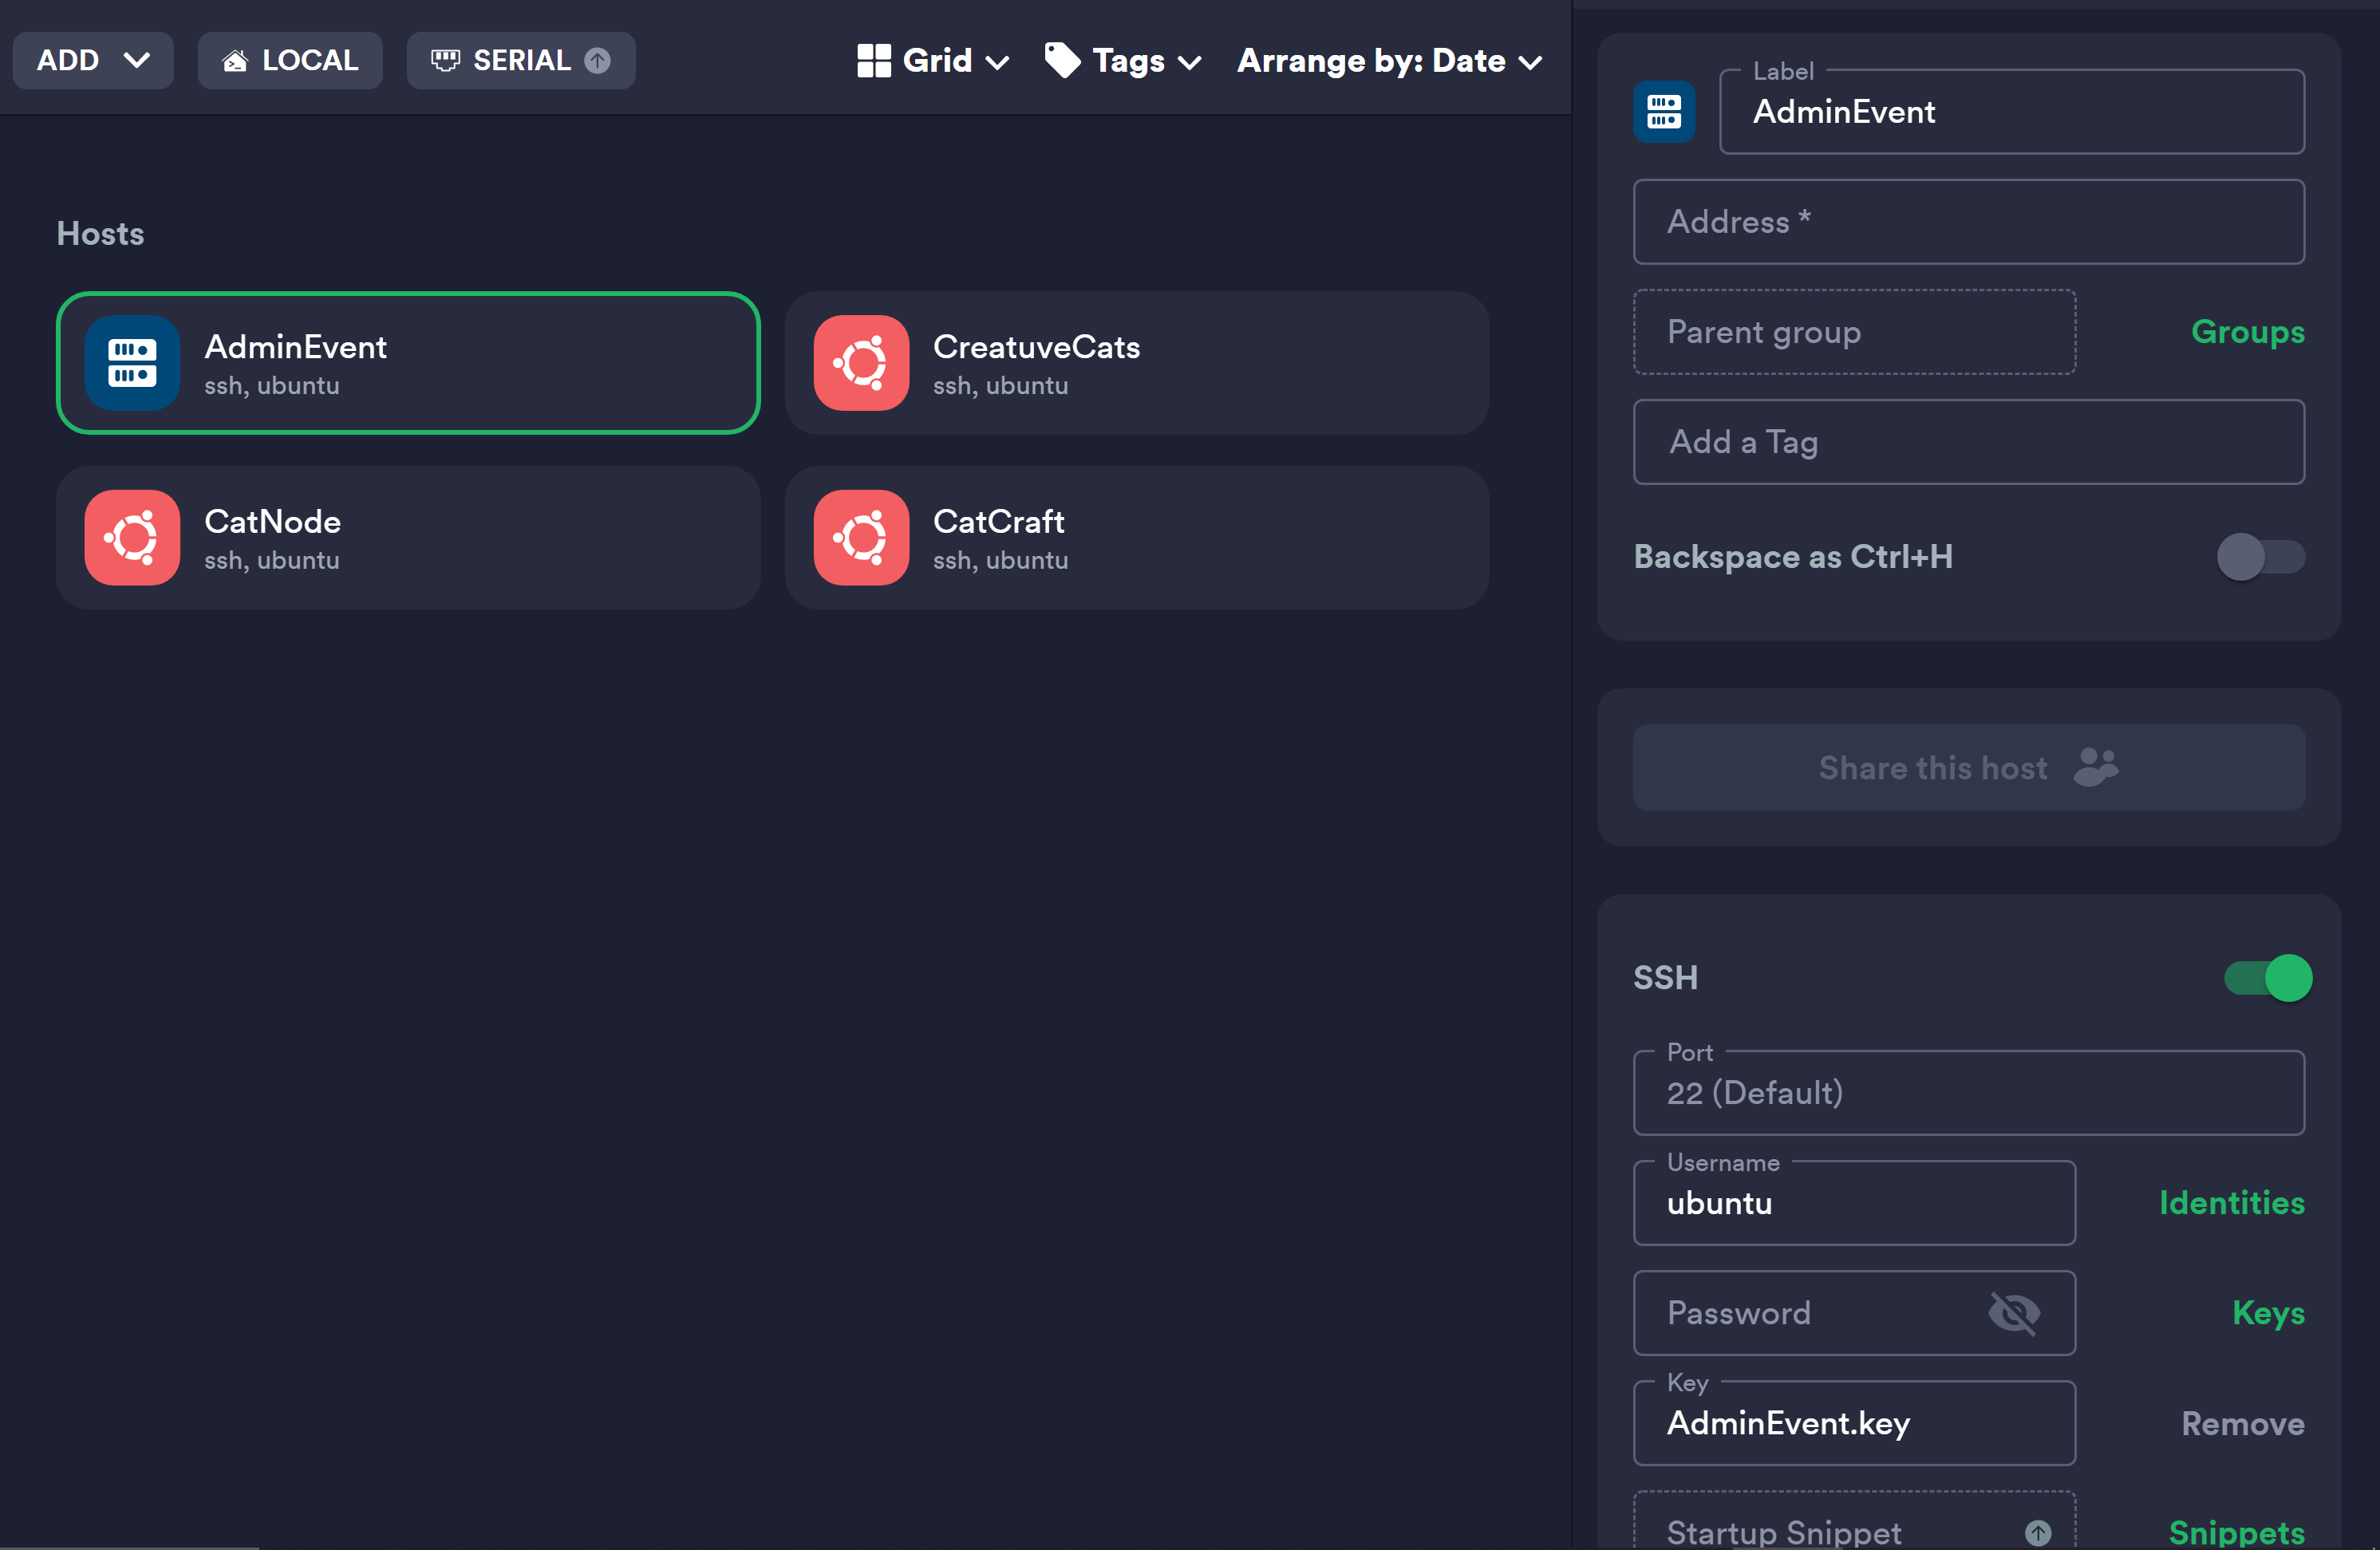 ADD
LOCAL
SERIAL
Grid
Tags
Arrange by: Date
Hosts
AdminEvent
ssh, ubuntu
CreatuveCats
ssh, ubuntu
CatNode
ssh, ubuntu
CatCraft
ssh, ubuntu
Label
AdminEvent
Address *
Parent group
Groups
Add a Tag
Backspace as Ctrl+H
Share this host
SSH
Port
22 (Default)
Username
ubuntu
Identities
Password
Keys
Key
AdminEvent.key
Remove
Startup Snippet
Snippets